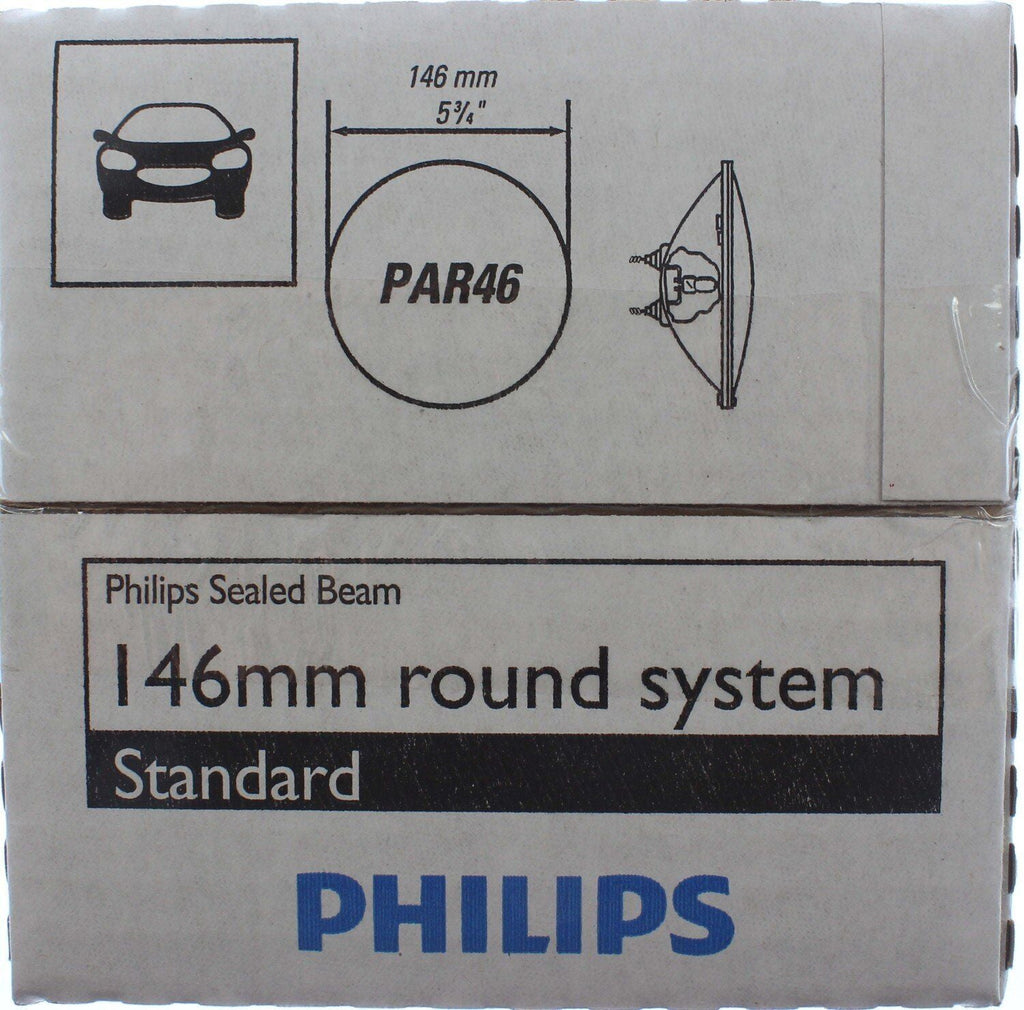 146 mm
5¾"
PAR46
Philips Sealed Beam
146mm round system
Standard
PHILIPS